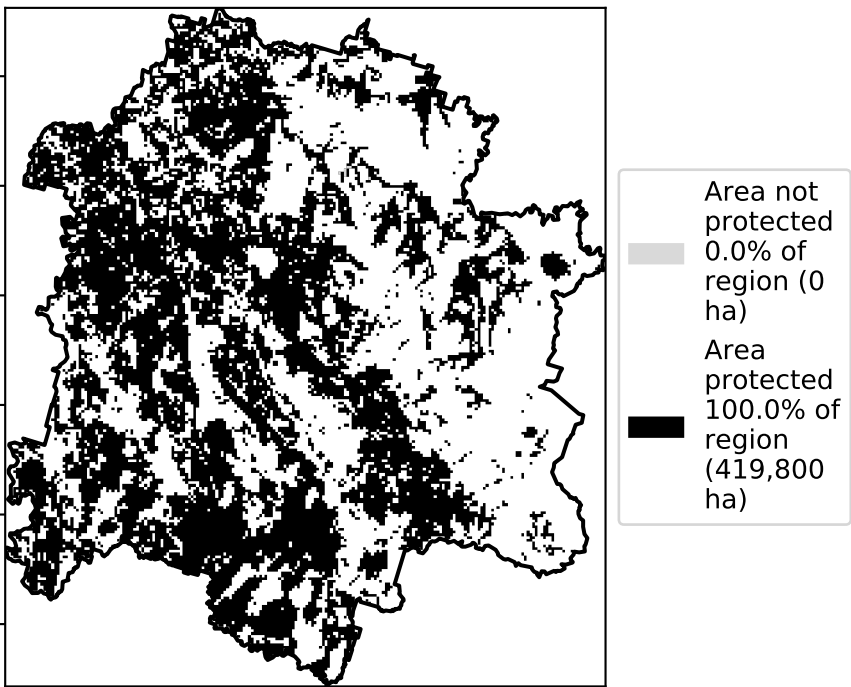 Area not
protected
0.0% of
region (0
ha)
Area
protected
100.0% of
region
(419,800
ha)